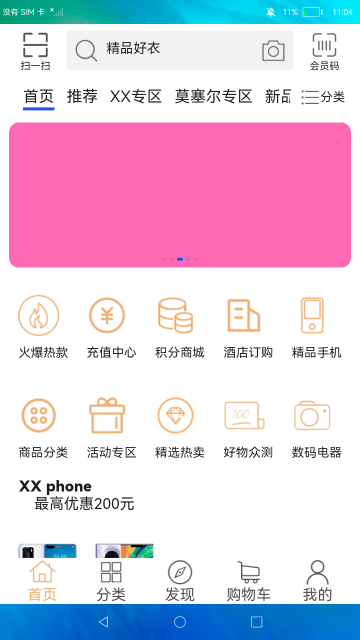 没有 SIM 卡 11% 11:04
精品好衣
扫一扫 会员码
首页 推荐 XX专区 莫塞尔专区 新品 分类
火爆热款 充值中心 积分商城 酒店订购 精品手机
100
商品分类 活动专区 精选热卖 好物众测 数码电器
XX phone
最高优惠200元
首页 分类 发现 购物车 我的